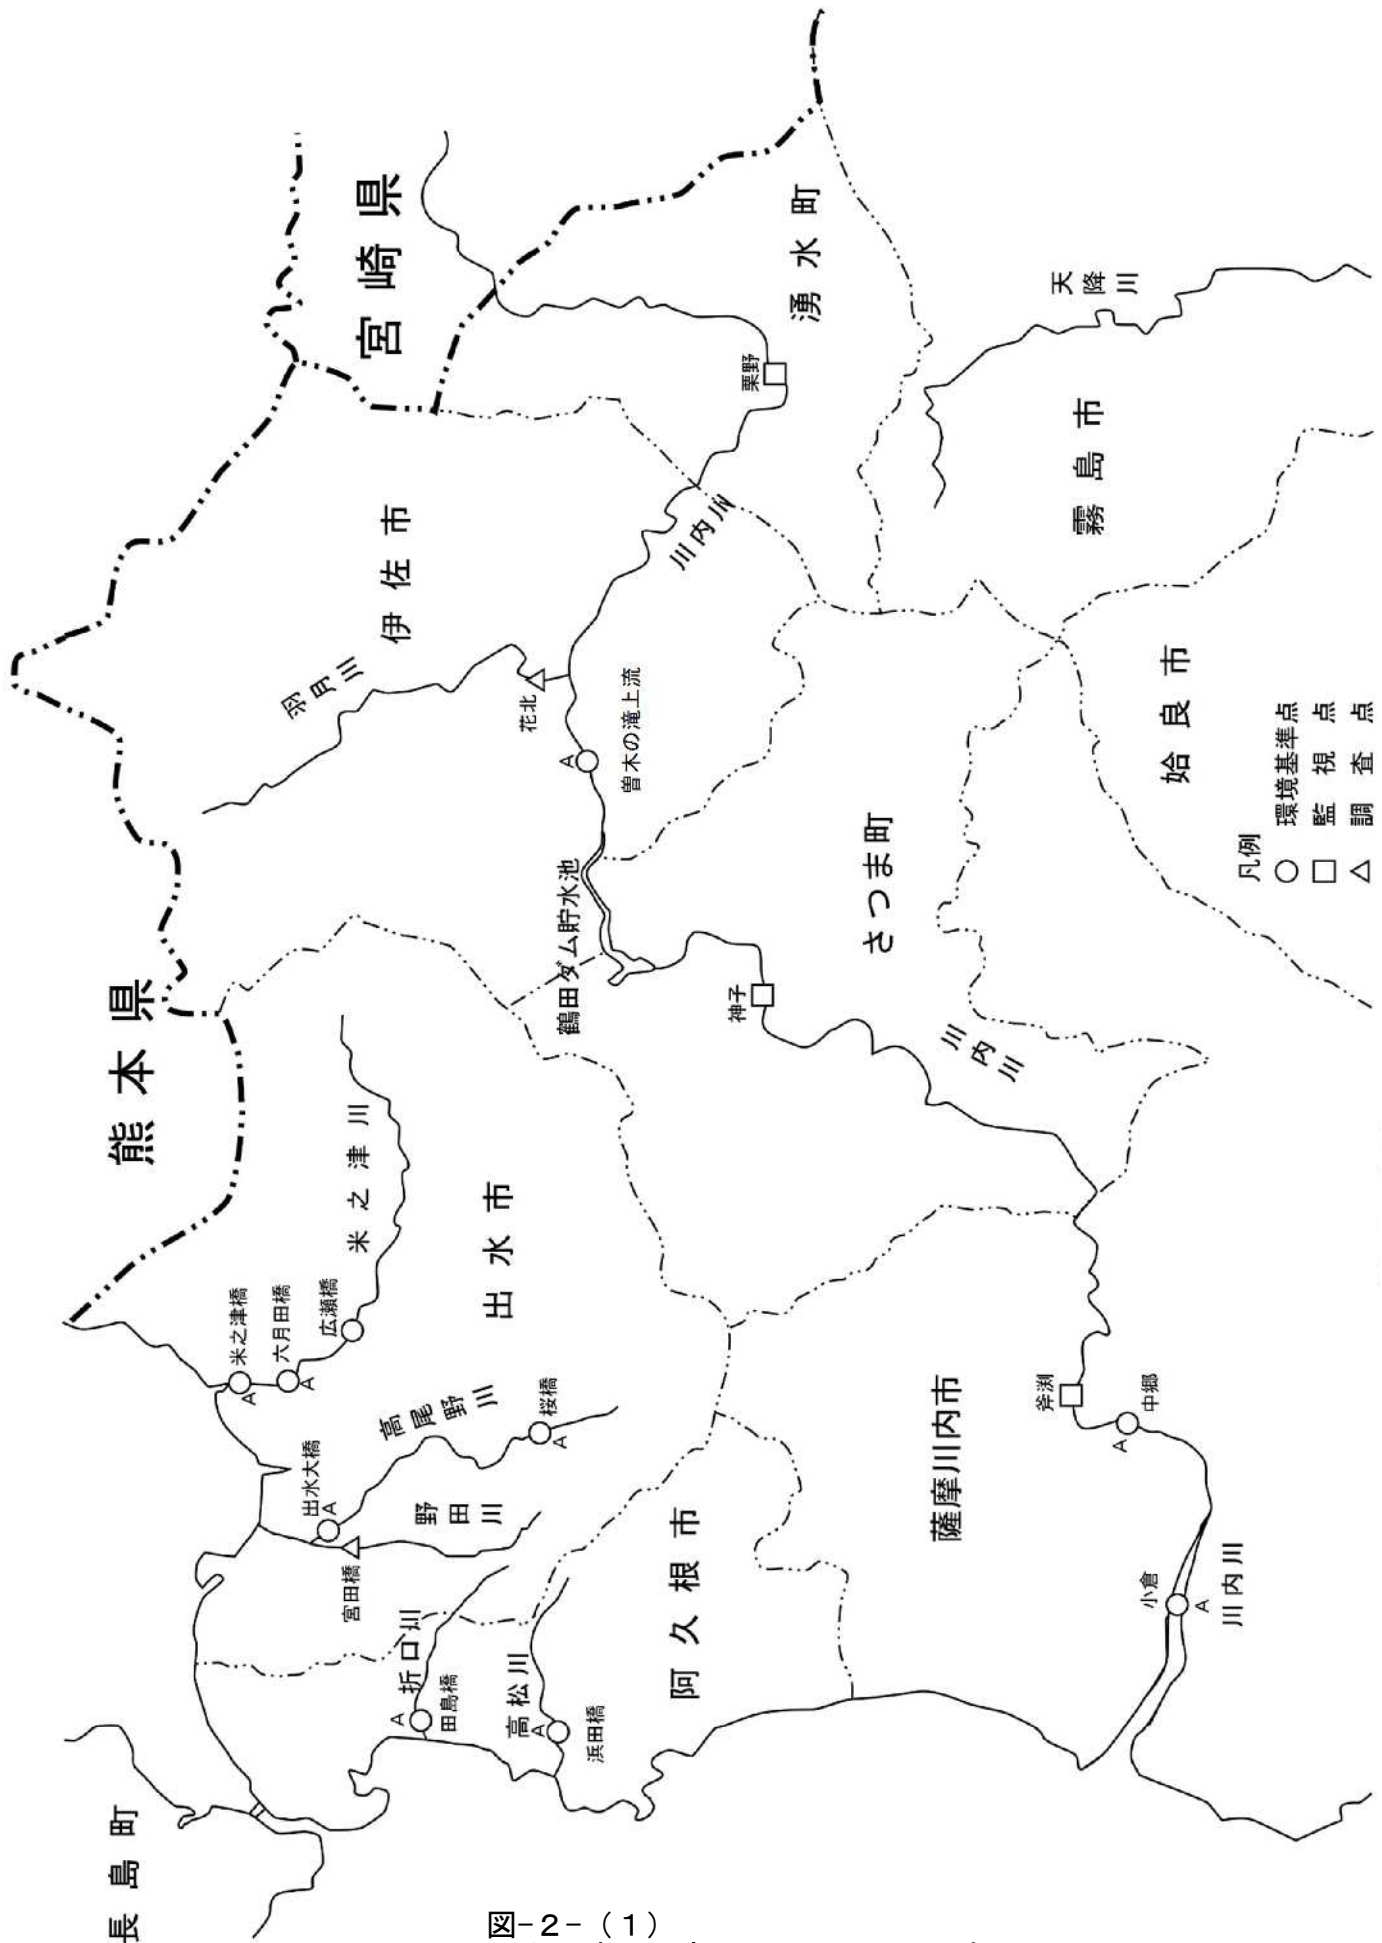 熊本県
宮崎県
長島町
出水市
伊佐市
湧水町
阿久根市
薩摩川内市
さつま町
霧島市
姶良市
米之津川
米之津橋
A
六月田橋
A
広瀬橋
高尾野川
出水大橋
A
桜橋
A
野田川
宮田橋
折口川
田島橋
A
高松川
A
浜田橋
羽月川
花北
A
曽木の滝上流
鶴田ダム貯水池
川内川
栗野
神子
川内川
斧渕
中郷
A
小倉
A
川内川
天降川
凡例
○ 環境基準点
□ 監視点
△ 調査点
図-2-(1)